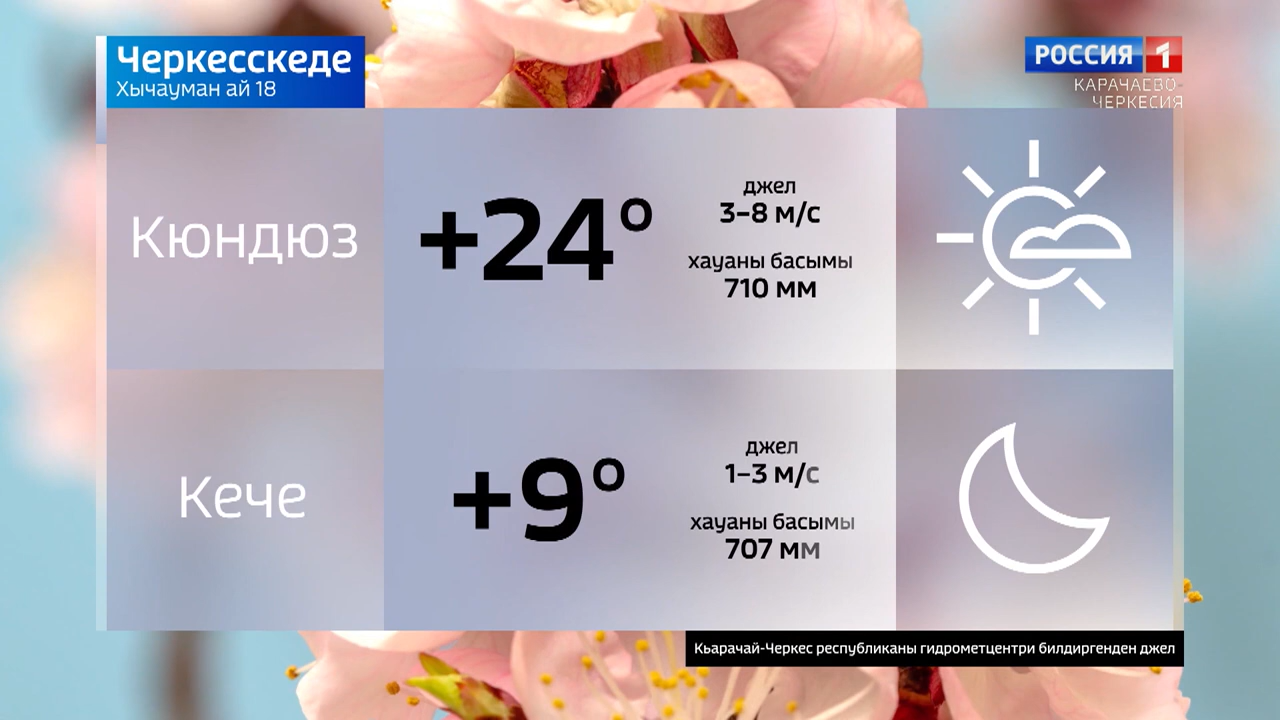 Черкесскеде
Хычауман ай 18
РОССИЯ 1
КАРАЧАЕВО-
ЧЕРКЕСИЯ
Кюндюз
+24°
джел
3–8 м/с
хауаны басымы
710 мм
Кече
+9°
джел
1–3 м/с
хауаны басымы
707 мм
Кьарачай-Черкес республиканы гидрометцентри билдиргенден джел